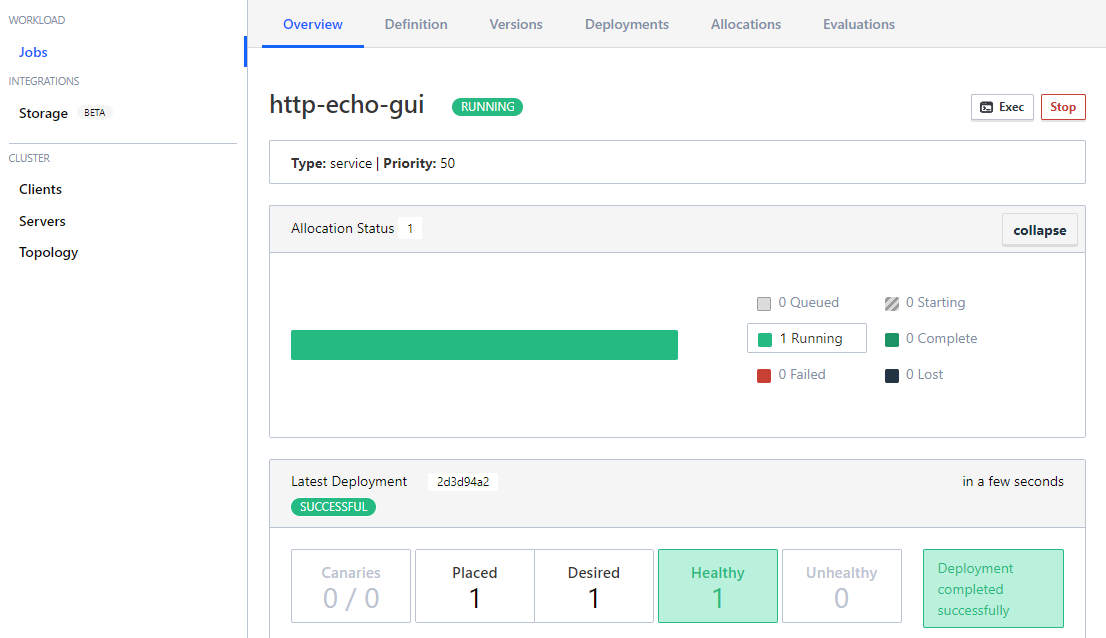 WORKLOAD
Jobs
INTEGRATIONS
Storage BETA
CLUSTER
Clients
Servers
Topology
Overview Definition Versions Deployments Allocations Evaluations
http-echo-gui RUNNING Exec Stop
Type: service | Priority: 50
Allocation Status 1 collapse
0 Queued 0 Starting
1 Running 0 Complete
0 Failed 0 Lost
Latest Deployment 2d3d94a2 in a few seconds
SUCCESSFUL
Canaries Placed Desired Healthy Unhealthy
0 / 0 1 1 1 0
Deployment
completed
successfully